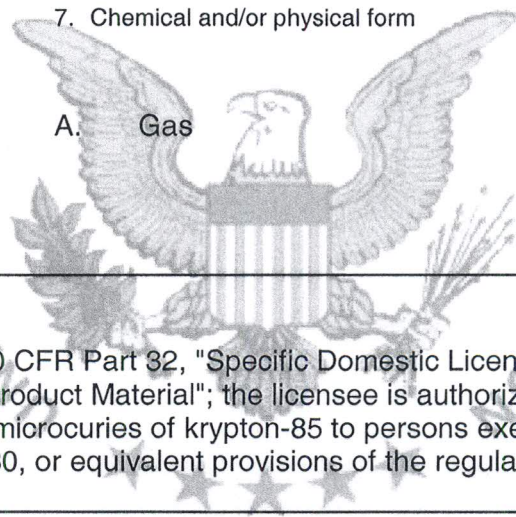 7. Chemical and/or physical form
A. Gas
CFR Part 32, "Specific Domestic Licen
roduct Material"; the licensee is authoriz
microcuries of krypton-85 to persons exe
30, or equivalent provisions of the regula